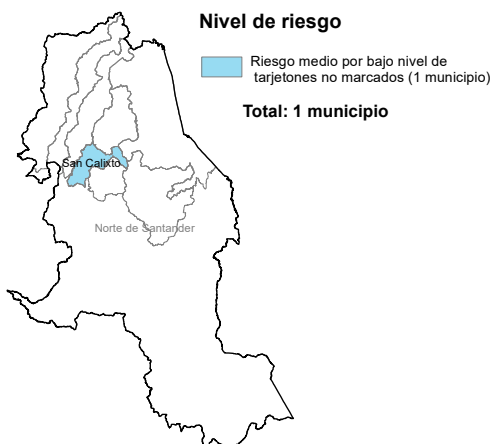 Nivel de riesgo
Riesgo medio por bajo nivel de
tarjetones no marcados (1 municipio)
Total: 1 municipio
San Calixto
Norte de Santander